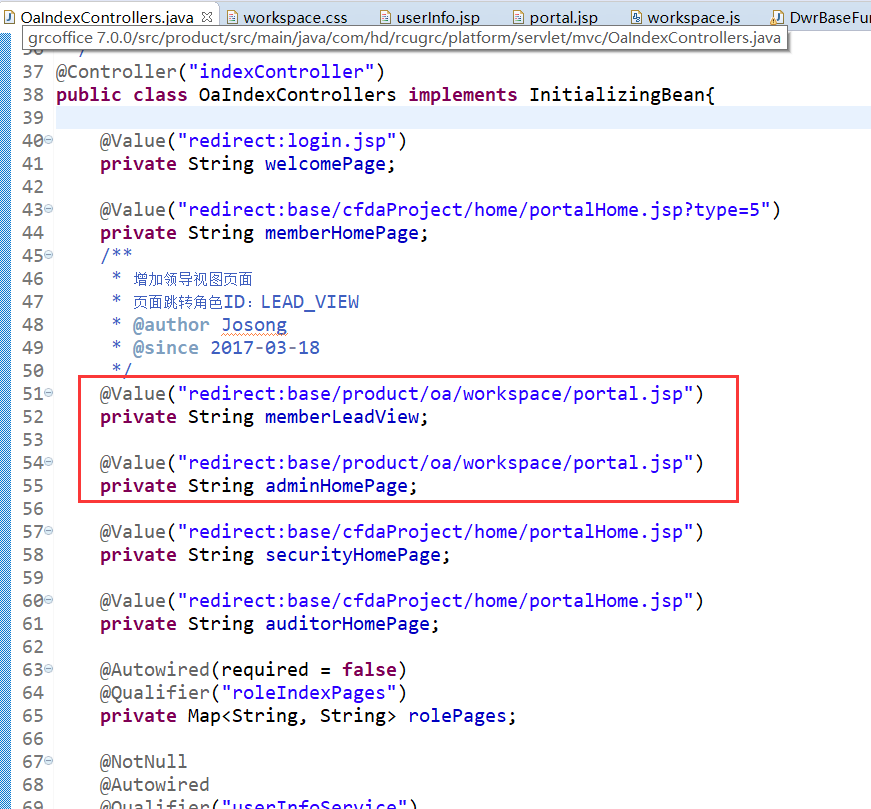 OaIndexControllers.java workspace.css userInfo.jsp portal.jsp workspace.js DwrBaseFu
grcoffice 7.0.0/src/product/src/main/java/com/hd/rcugrc/platform/servlet/mvc/OaIndexControllers.java
37 @Controller("indexController")
38 public class OaIndexControllers implements InitializingBean{
39
40 @Value("redirect:login.jsp")
41 private String welcomePage;
42
43 @Value("redirect:base/cfdaProject/home/portalHome.jsp?type=5")
44 private String memberHomePage;
45 /**
46 * 增加领导视图页面
47 * 页面跳转角色ID：LEAD_VIEW
48 * @author Josong
49 * @since 2017-03-18
50 */
51 @Value("redirect:base/product/oa/workspace/portal.jsp")
52 private String memberLeadView;
53
54 @Value("redirect:base/product/oa/workspace/portal.jsp")
55 private String adminHomePage;
56
57 @Value("redirect:base/cfdaProject/home/portalHome.jsp")
58 private String securityHomePage;
59
60 @Value("redirect:base/cfdaProject/home/portalHome.jsp")
61 private String auditorHomePage;
62
63 @Autowired(required = false)
64 @Qualifier("roleIndexPages")
65 private Map<String, String> rolePages;
66
67 @NotNull
68 @Autowired
69 @Qualifier("userInfoService")